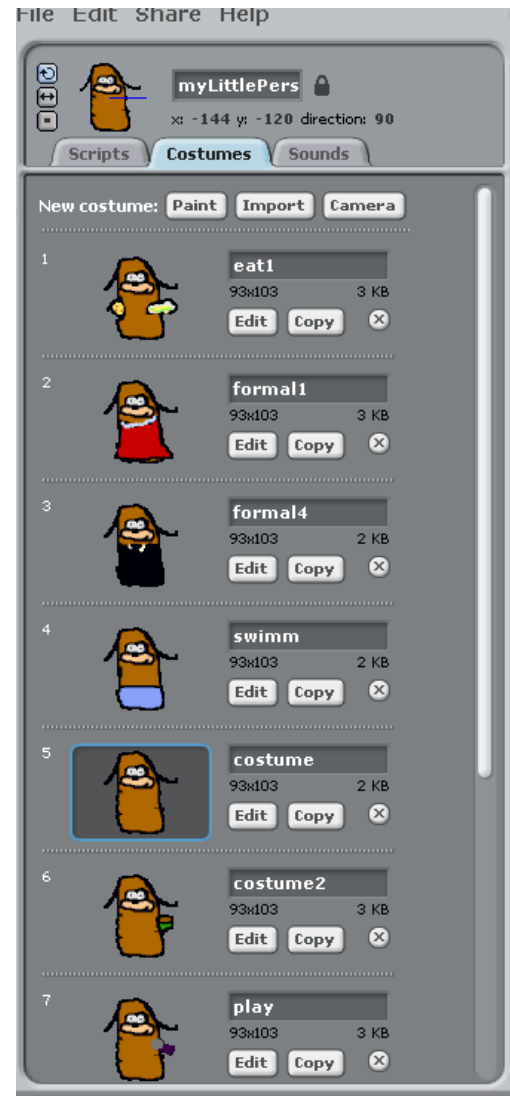 File Edit Share Help
myLittlePers
x: -144 y: -120 direction: 90
Scripts Costumes Sounds
New costume: Paint Import Camera
1
eat1
93x103 3 KB
Edit Copy
2
formal1
93x103 3 KB
Edit Copy
3
formal4
93x103 2 KB
Edit Copy
4
swimm
93x103 2 KB
Edit Copy
5
costume
93x103 2 KB
Edit Copy
6
costume2
93x103 3 KB
Edit Copy
7
play
93x103 3 KB
Edit Copy